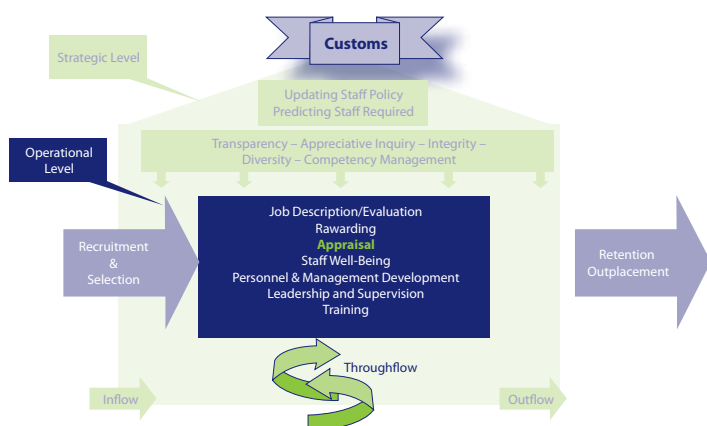 Customs
Strategic Level
Updating Staff Policy
Predicting Staff Required
Transparency – Appreciative Inquiry – Integrity –
Diversity – Competency Management
Operational
Level
Job Description/Evaluation
Rawarding
Appraisal
Staff Well-Being
Personnel & Management Development
Leadership and Supervision
Training
Recruitment
&
Selection
Retention
Outplacement
Throughflow
Inflow
Outflow